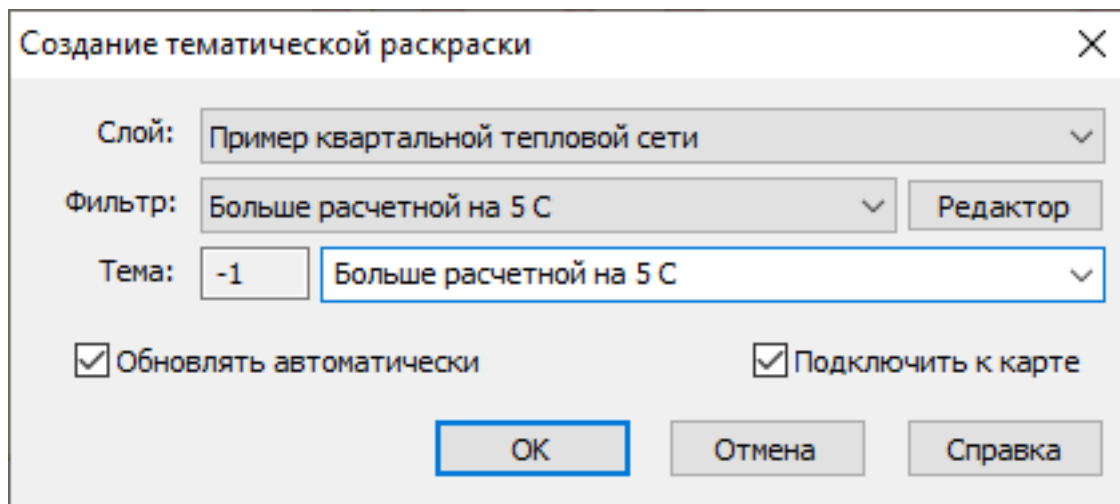 Создание тематической раскраски
Слой: Пример квартальной тепловой сети
Фильтр: Больше расчетной на 5 С Редактор
Тема: -1 Больше расчетной на 5 С
Обновлять автоматически Подключить к карте
ОК Отмена Справка